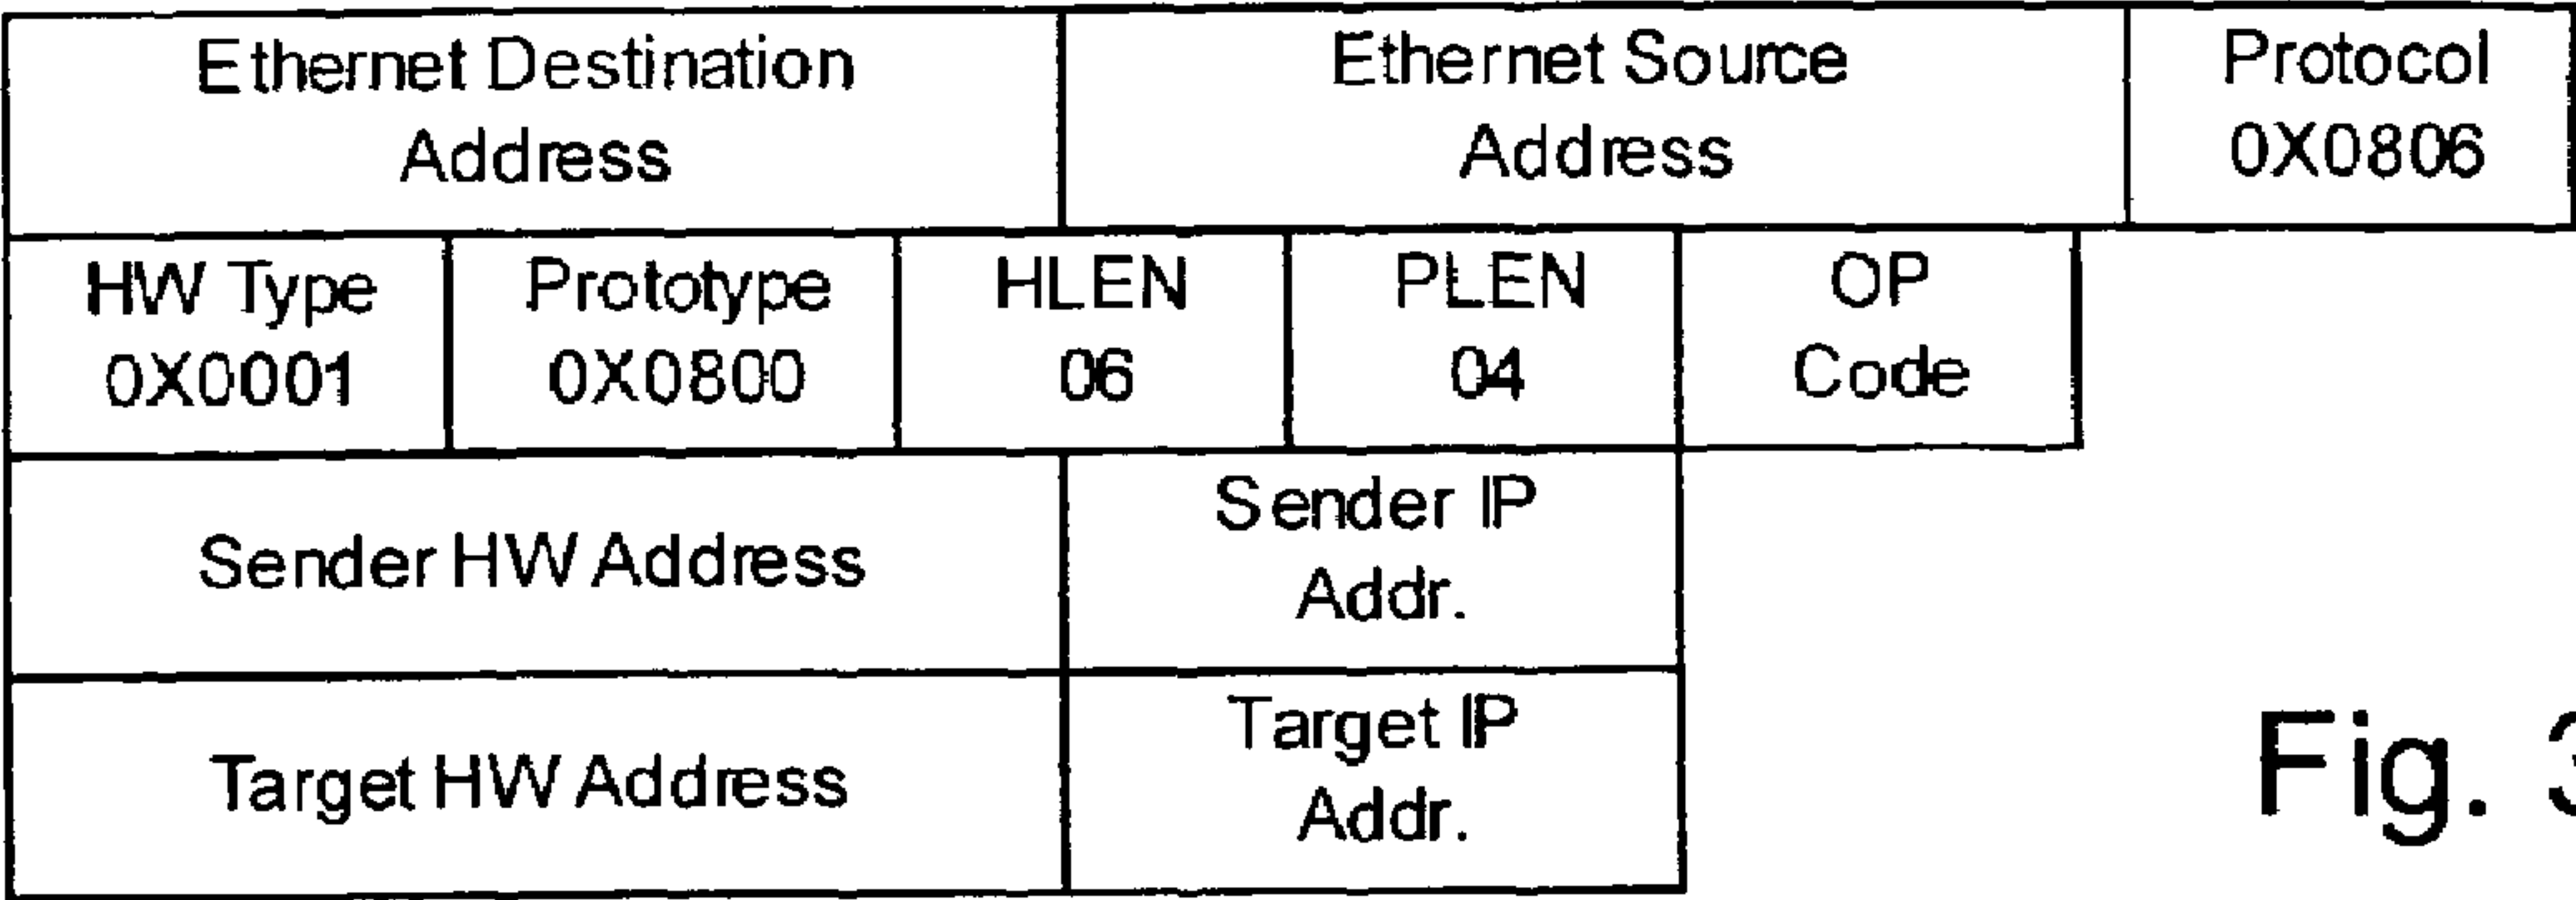 Ethernet Destination
Address
Ethernet Source
Address
Protocol
0X0806
HW Type
0X0001
Prototype
0X0800
HLEN
06
PLEN
04
OP
Code
Sender HW Address
Sender IP
Addr.
Target HW Address
Target IP
Addr.
Fig. 3